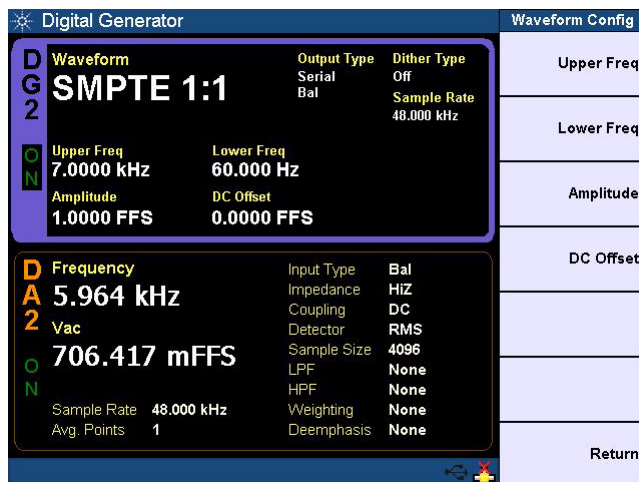 Digital Generator
Waveform Config
DG2
ON
Waveform
SMPTE 1:1
Output Type
Serial
Bal
Dither Type
Off
Sample Rate
48.000 kHz
Upper Freq
7.0000 kHz
Lower Freq
60.000 Hz
Amplitude
1.0000 FFS
DC Offset
0.0000 FFS
DA2
ON
Frequency
5.964 kHz
Vac
706.417 mFFS
Sample Rate 48.000 kHz
Avg. Points 1
Input Type Bal
Impedance HiZ
Coupling DC
Detector RMS
Sample Size 4096
LPF None
HPF None
Weighting None
Deemphasis None
Upper Freq
Lower Freq
Amplitude
DC Offset
Return